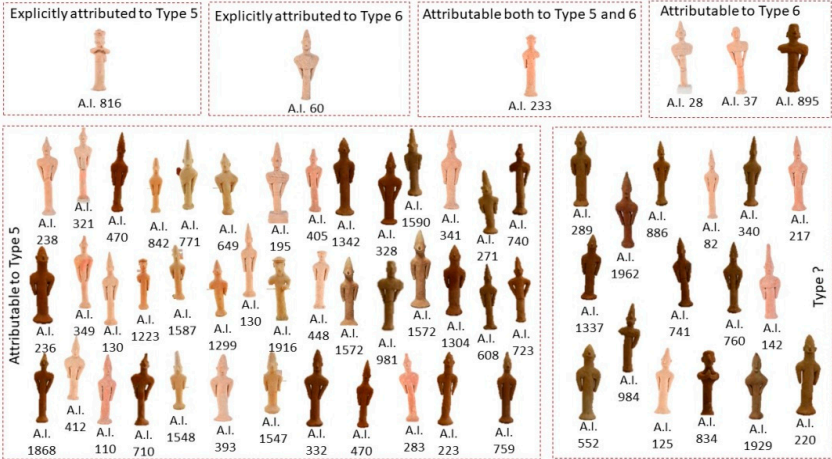 Explicitly attributed to Type 5
A.I. 816
Explicitly attributed to Type 6
A.I. 60
Attributable both to Type 5 and 6
A.I. 233
Attributable to Type 6
A.I. 28
A.I. 37
A.I. 895
Attributable to Type 5
A.I.
238
A.I.
321
A.I.
470
A.I.
842
A.I.
771
A.I.
649
A.I.
195
A.I.
405
A.I.
1342
A.I.
328
A.I.
1590
A.I.
341
A.I.
271
A.I.
740
A.I.
236
A.I.
349
A.I.
130
A.I.
1223
A.I.
1587
A.I.
1299
A.I.
130
A.I.
1916
A.I.
448
A.I.
1572
A.I.
981
A.I.
1572
A.I.
1304
A.I.
608
A.I.
723
A.I.
1868
A.I.
412
A.I.
110
A.I.
710
A.I.
1548
A.I.
393
A.I.
1547
A.I.
332
A.I.
470
A.I.
283
A.I.
223
A.I.
759
Type ?
A.I.
289
A.I.
1962
A.I.
886
A.I.
82
A.I.
340
A.I.
217
A.I.
1337
A.I.
984
A.I.
741
A.I.
760
A.I.
142
A.I.
552
A.I.
125
A.I.
834
A.I.
1929
A.I.
220